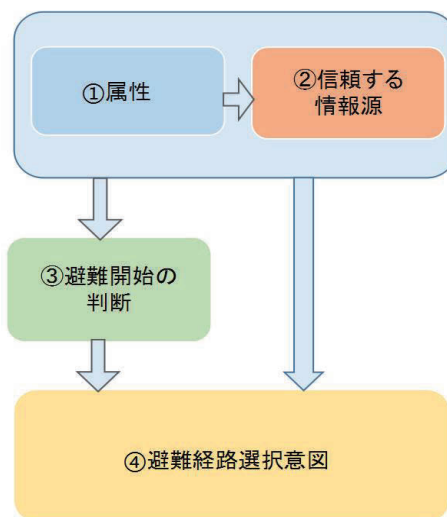 ①属性
②信頼する
情報源
③避難開始の
判断
④避難経路選択意図